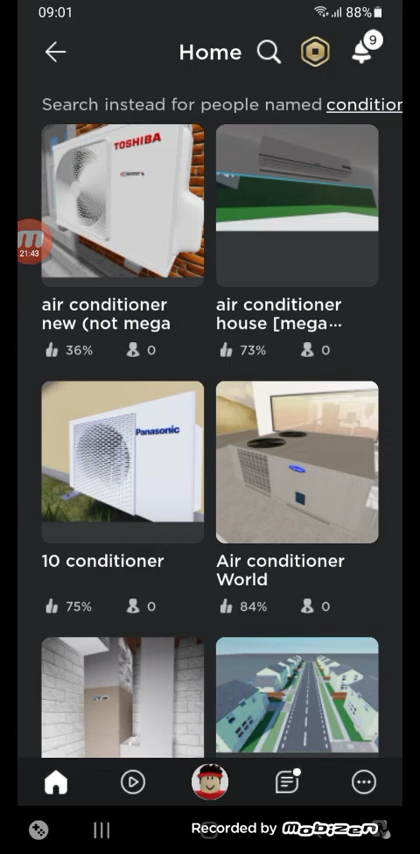 09:01
88%
Home
9
Search instead for people named condition
TOSHIBA
21:43
air conditioner
new (not mega
36%
0
air conditioner
house [mega...
73%
0
Panasonic
10 conditioner
75%
0
Air conditioner
World
84%
0
Recorded by mobizen